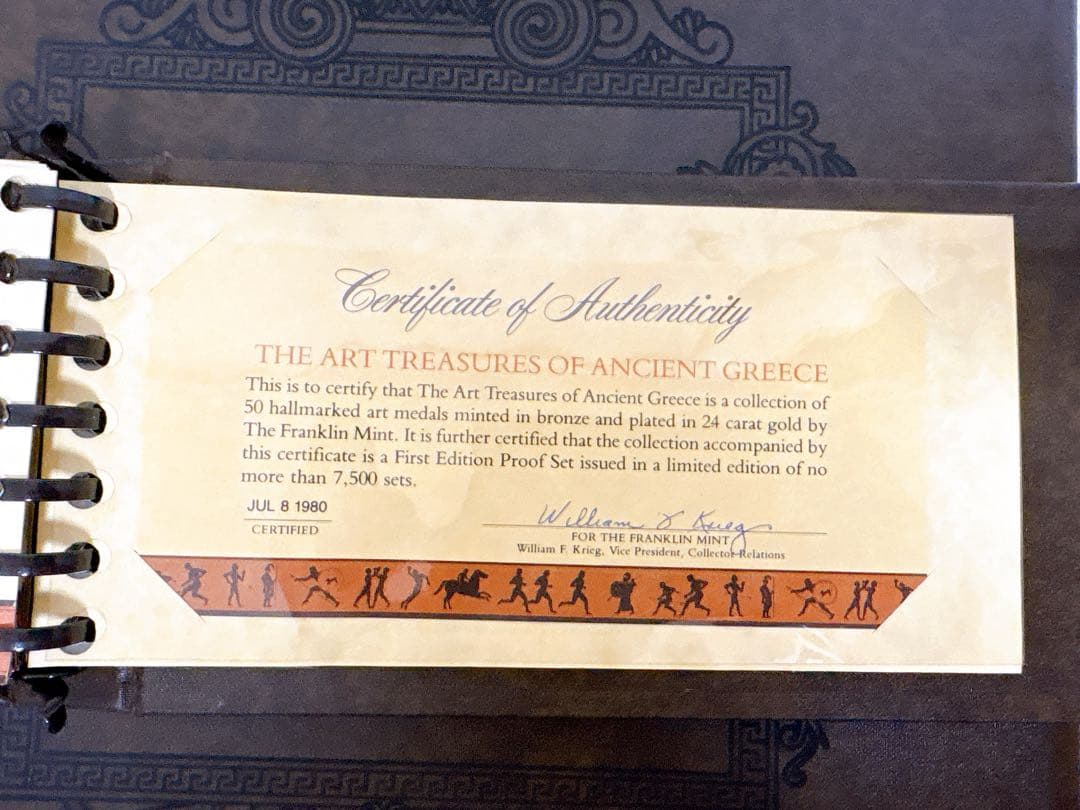 Certificate of Authenticity
THE ART TREASURES OF ANCIENT GREECE
This is to certify that The Art Treasures of Ancient Greece is a collection of
50 hallmarked art medals minted in bronze and plated in 24 carat gold by
The Franklin Mint. It is further certified that the collection accompanied by
this certificate is a First Edition Proof Set issued in a limited edition of no
more than 7,500 sets.
JUL 8 1980
CERTIFIED
William F Krieg
FOR THE FRANKLIN MINT
William F. Krieg, Vice President, Collector Relations